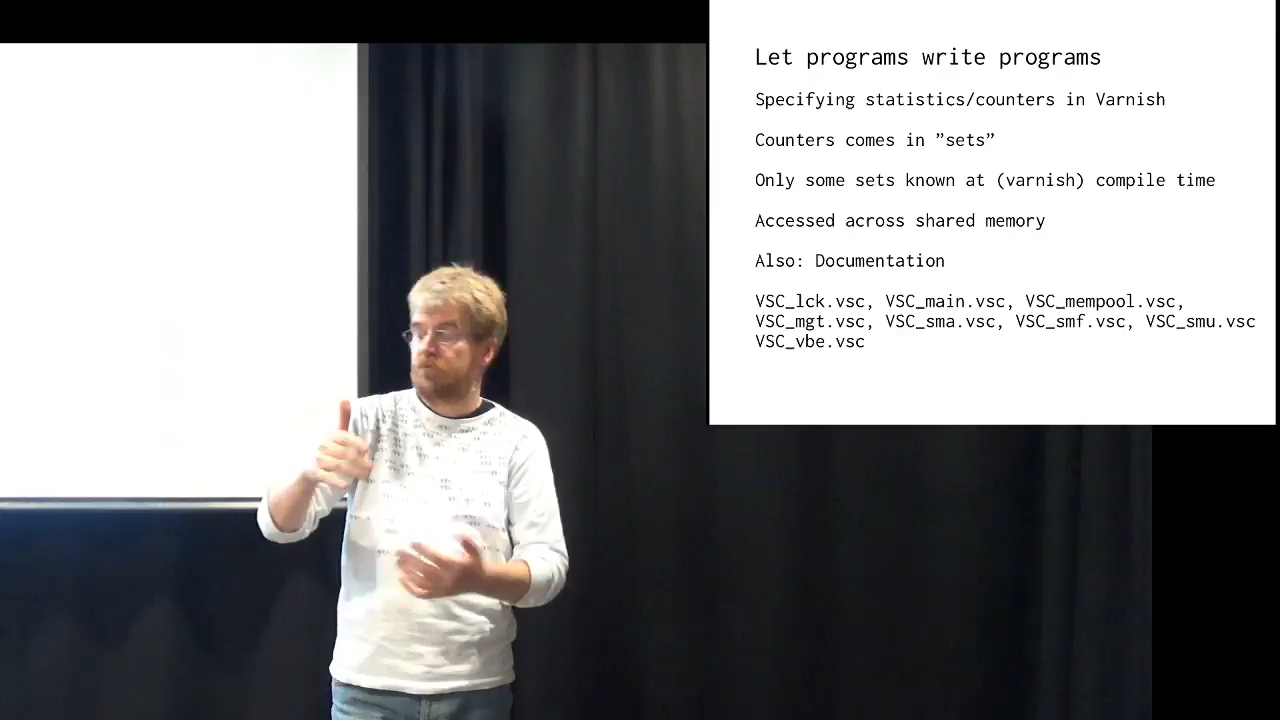 Let programs write programs
Specifying statistics/counters in Varnish
Counters comes in ”sets”
Only some sets known at (varnish) compile time
Accessed across shared memory
Also: Documentation
VSC_lck.vsc, VSC_main.vsc, VSC_mempool.vsc,
VSC_mgt.vsc, VSC_sma.vsc, VSC_smf.vsc, VSC_smu.vsc
VSC_vbe.vsc